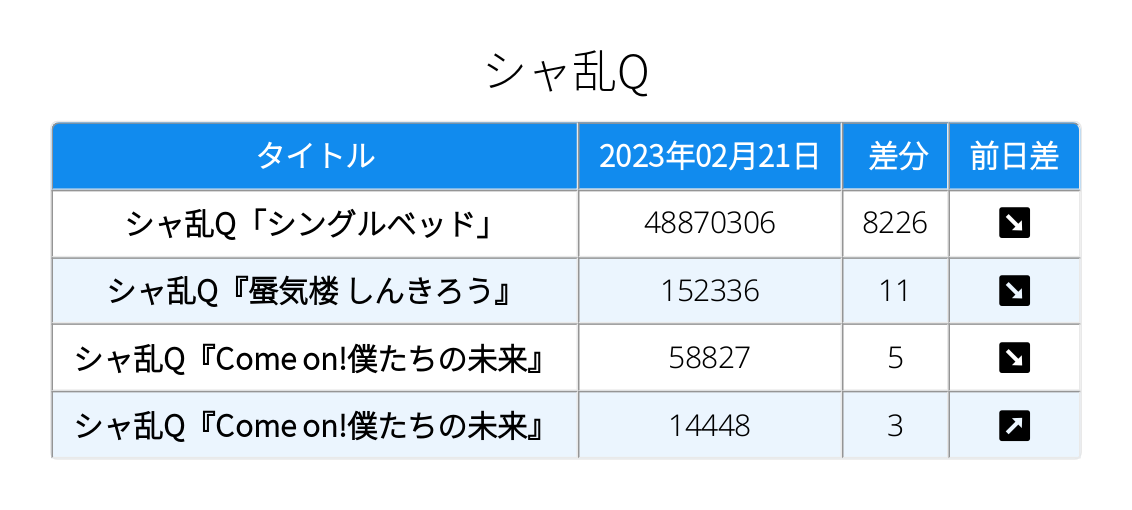 シャ乱Q
タイトル 2023年02月21日 差分 前日差
シャ乱Q「シングルベッド」 48870306 8226 ↘
シャ乱Q『蜃気楼 しんきろう』 152336 11 ↘
シャ乱Q『Come on!僕たちの未来』 58827 5 ↘
シャ乱Q『Come on!僕たちの未来』 14448 3 ↗